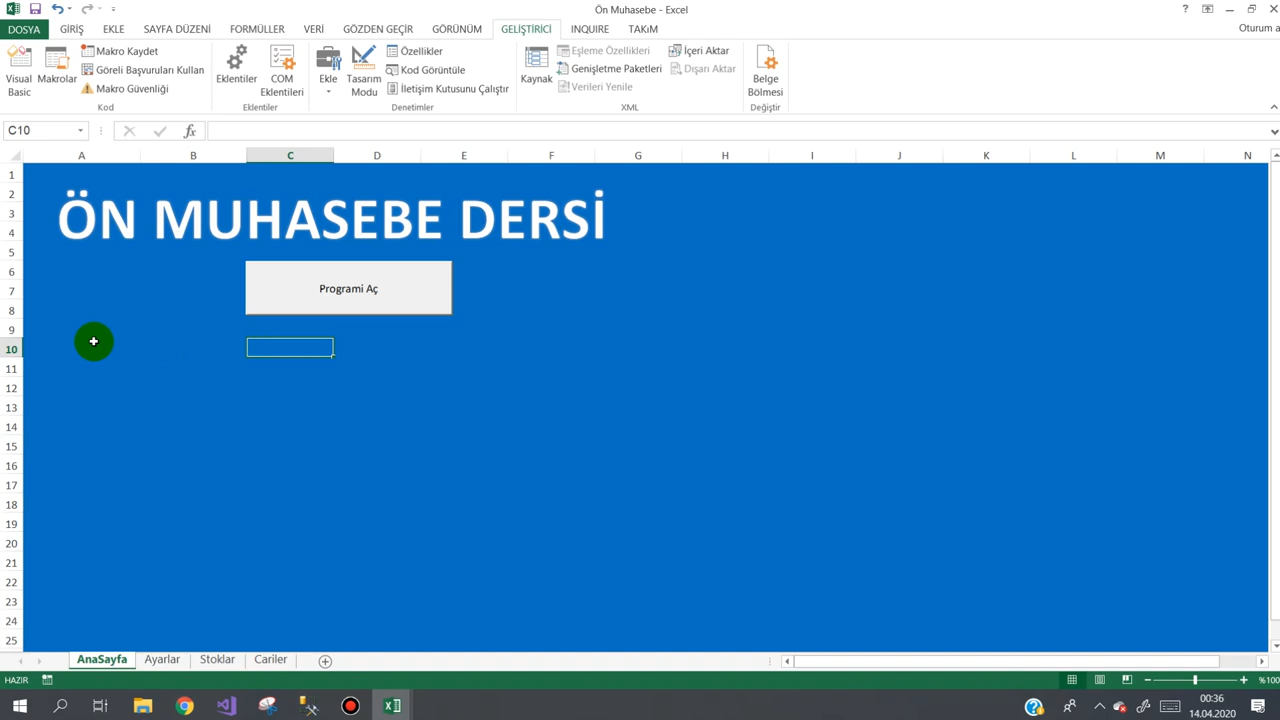 Ön Muhasebe - Excel
?
DOSYA GİRİŞ EKLE SAYFA DÜZENİ FORMÜLLER VERİ GÖZDEN GEÇİR GÖRÜNÜM GELİŞTİRİCİ INQUIRE TAKıM Oturum a
Visual Basic
Makrolar
Makro Kaydet
Göreli Başvuruları Kullan
Makro Güvenliği
Kod
Eklentiler
COM Eklentileri
Eklentiler
Ekle
Tasarım Modu
Özellikler
Kod Görüntüle
İletişim Kutusunu Çalıştır
Denetimler
Kaynak
Eşleme Özellikleri
Genişletme Paketleri
Verileri Yenile
İçeri Aktar
Dışarı Aktar
XML
Belge Bölmesi
Değiştir
C10
fx
A B C D E F G H I J K L M N
1
2
3
4
5
6
7
8
9
10
11
12
13
14
15
16
17
18
19
20
21
22
23
24
25
ÖN MUHASEBE DERSİ
Programi Aç
AnaSayfa Ayarlar Stoklar Cariler
HAZIR
%100
00:36
14.04.2020